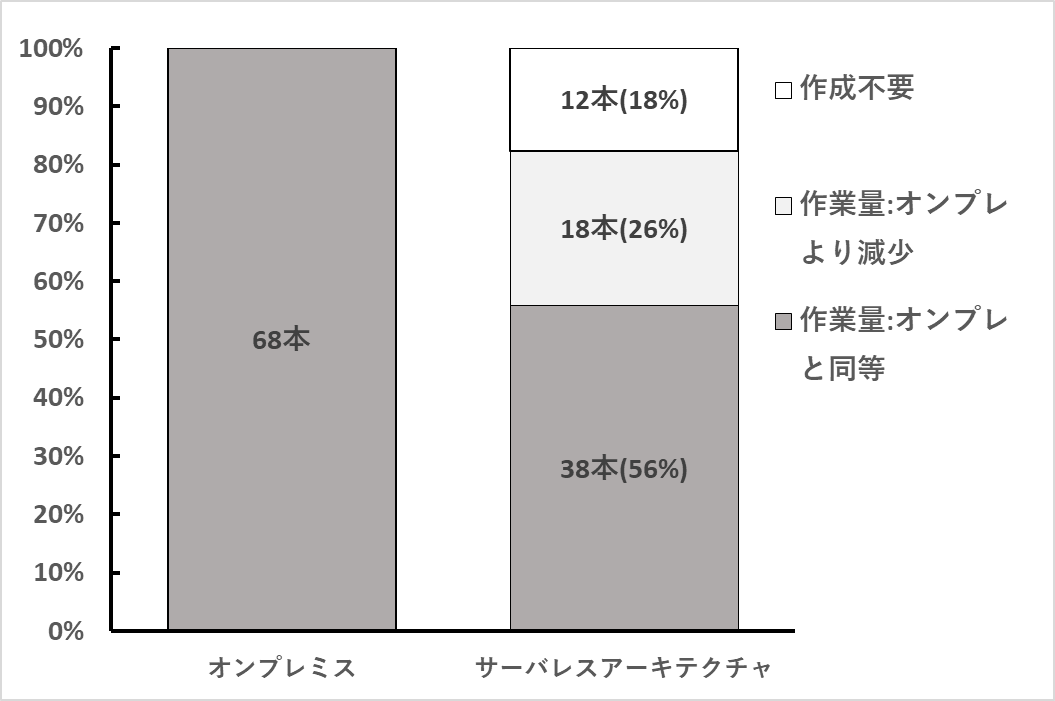 100%
90%
80%
70%
60%
50%
40%
30%
20%
10%
0%
68本
12本(18%)
18本(26%)
38本(56%)
オンプレミス
サーバレスアーキテクチャ
作成不要
作業量:オンプレ
より減少
作業量:オンプレ
と同等